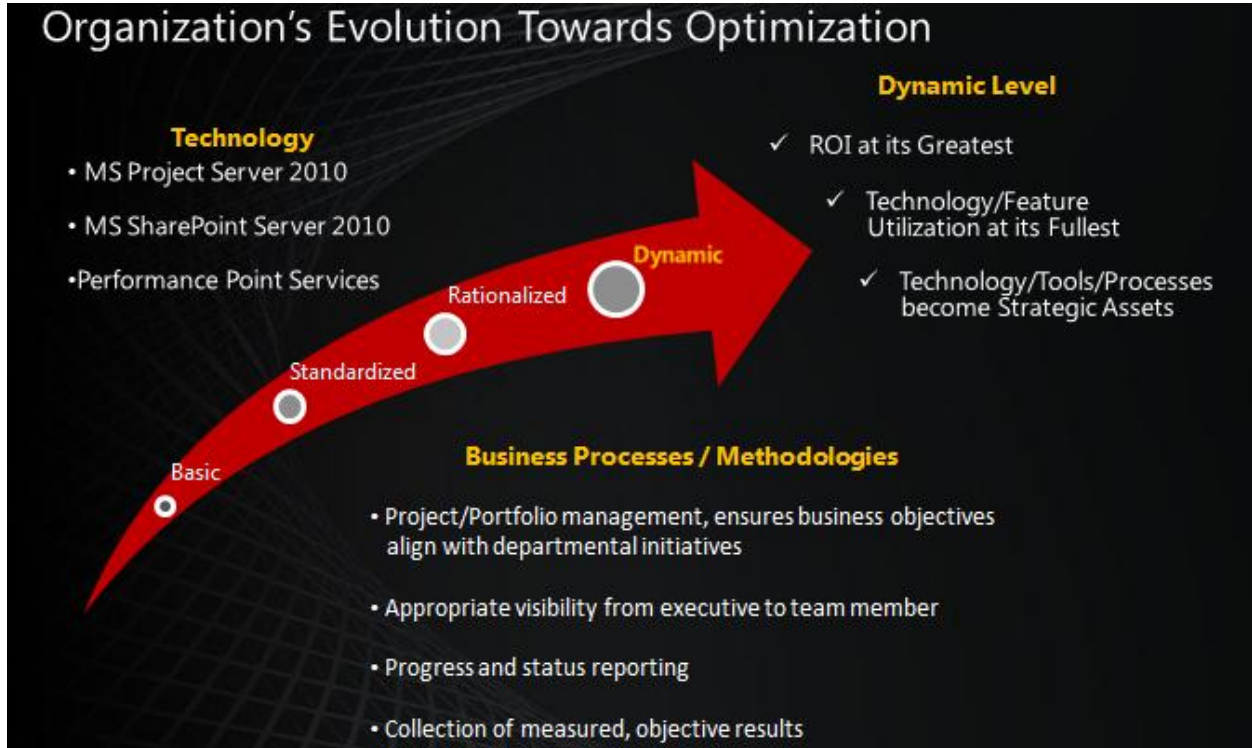 Organization's Evolution Towards Optimization
Technology
• MS Project Server 2010
• MS SharePoint Server 2010
•Performance Point Services
Dynamic Level
✓ ROI at its Greatest
✓ Technology/Feature
Utilization at its Fullest
✓ Technology/Tools/Processes
become Strategic Assets
Dynamic
Rationalized
Standardized
Basic
Business Processes / Methodologies
• Project/Portfolio management, ensures business objectives
align with departmental initiatives
• Appropriate visibility from executive to team member
• Progress and status reporting
• Collection of measured, objective results